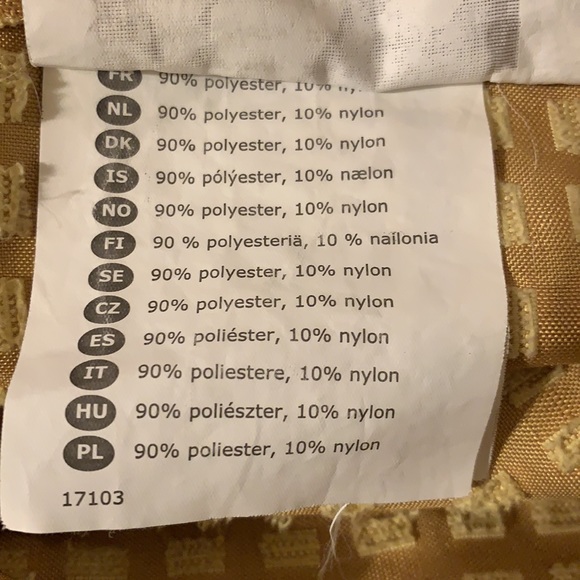 FR 90% polyester, 10%
NL 90% polyester, 10% nylon
DK 90% polyester, 10% nylon
IS 90% pólýester, 10% nælon
NO 90% polyester, 10% nylon
FI 90 % polyesteriä, 10 % nailonia
SE 90% polyester, 10% nylon
CZ 90% polyester, 10% nylon
ES 90% poliéster, 10% nylon
IT 90% poliestere, 10% nylon
HU 90% poliészter, 10% nylon
PL 90% poliester, 10% nylon
17103